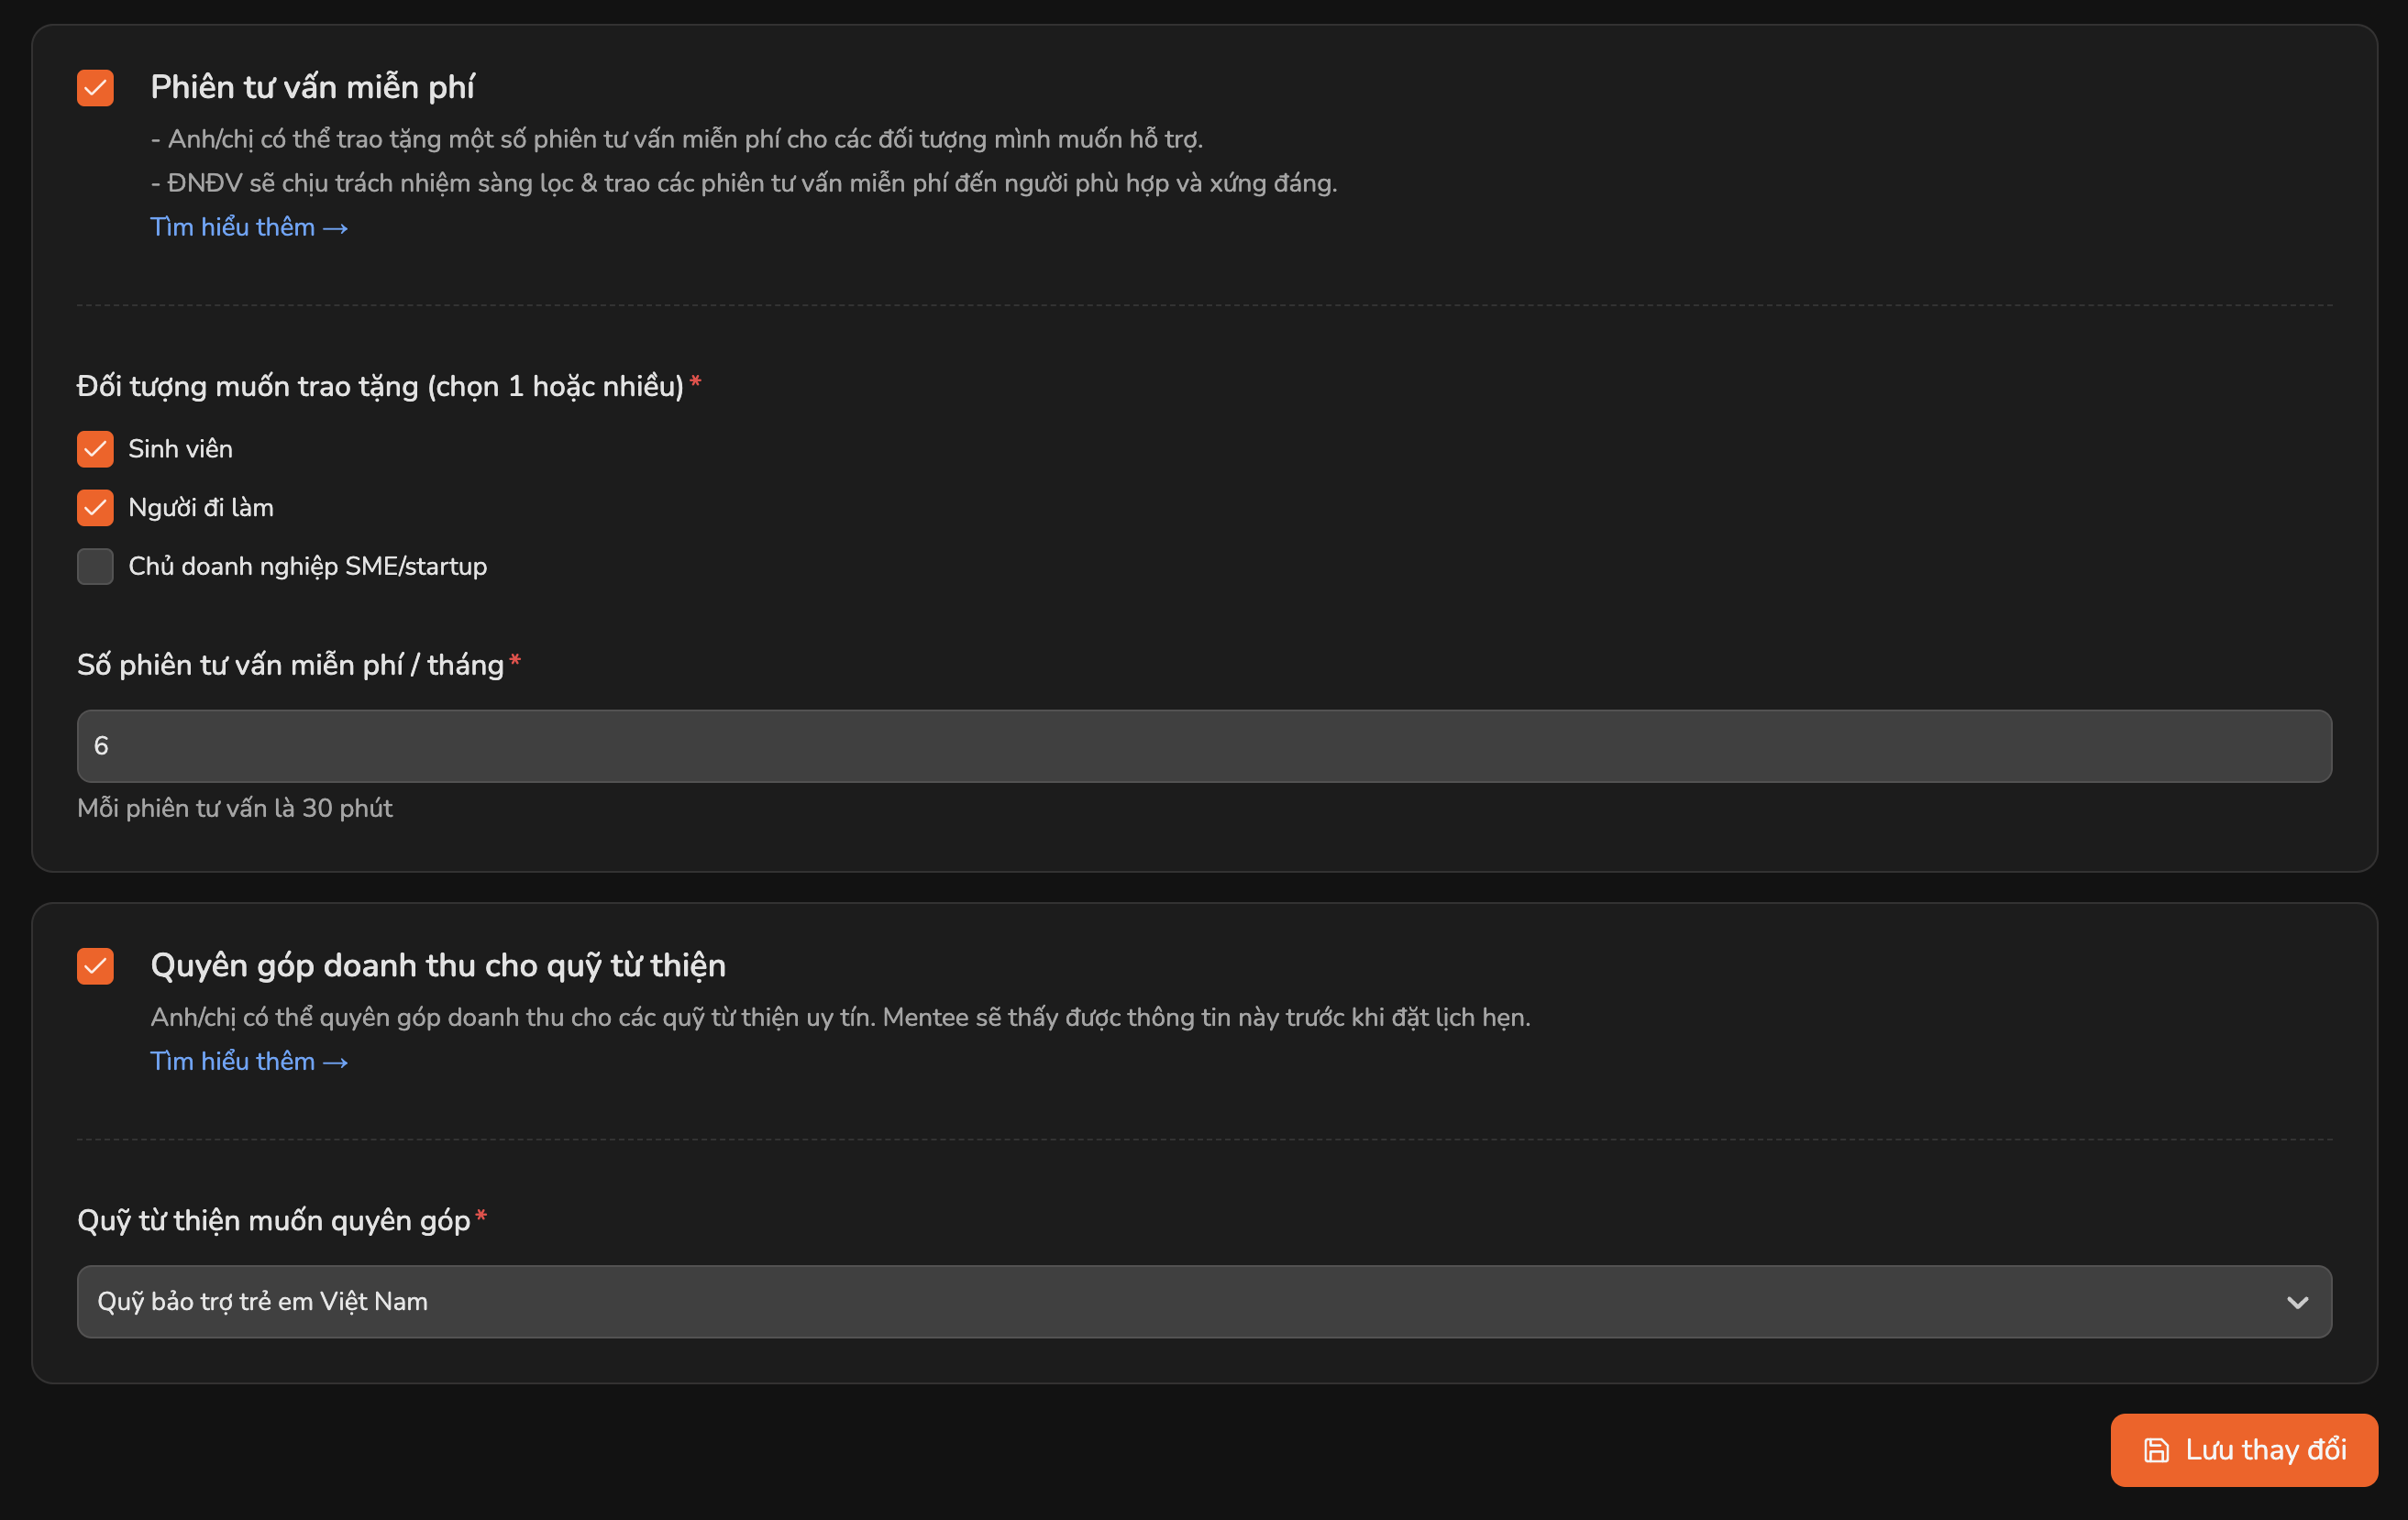 Phiên tư vấn miễn phí
- Anh/chị có thể trao tặng một số phiên tư vấn miễn phí cho các đối tượng mình muốn hỗ trợ.
- ĐNĐV sẽ chịu trách nhiệm sàng lọc & trao các phiên tư vấn miễn phí đến người phù hợp và xứng đáng.
Tìm hiểu thêm →
Đối tượng muốn trao tặng (chọn 1 hoặc nhiều)*
Sinh viên
Người đi làm
Chủ doanh nghiệp SME/startup
Số phiên tư vấn miễn phí / tháng*
6
Mỗi phiên tư vấn là 30 phút
Quyên góp doanh thu cho quỹ từ thiện
Anh/chị có thể quyên góp doanh thu cho các quỹ từ thiện uy tín. Mentee sẽ thấy được thông tin này trước khi đặt lịch hẹn.
Tìm hiểu thêm →
Quỹ từ thiện muốn quyên góp*
Quỹ bảo trợ trẻ em Việt Nam
Lưu thay đổi